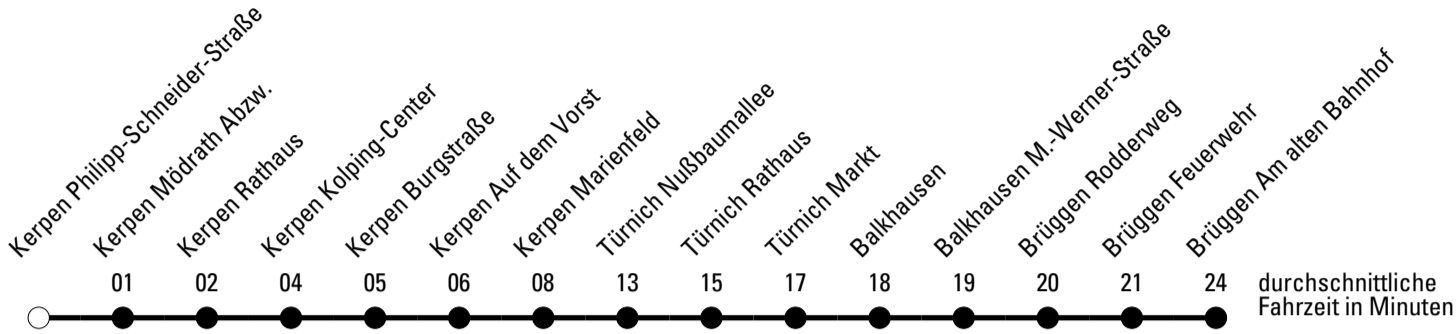 Kerpen Philipp-Schneider-Straße
Kerpen Mödrath Abzw.
Kerpen Rathaus
Kerpen Kolping-Center
Kerpen Burgstraße
Kerpen Auf dem Vorst
Kerpen Marienfeld
Türnich Nußbaumallee
Türnich Rathaus
Türnich Markt
Balkhausen
Balkhausen M.-Werner-Straße
Brüggen Rodderweg
Brüggen Feuerwehr
Brüggen Am alten Bahnhof
01 02 04 05 06 08 13 15 17 18 19 20 21 24
durchschnittliche
Fahrzeit in Minuten